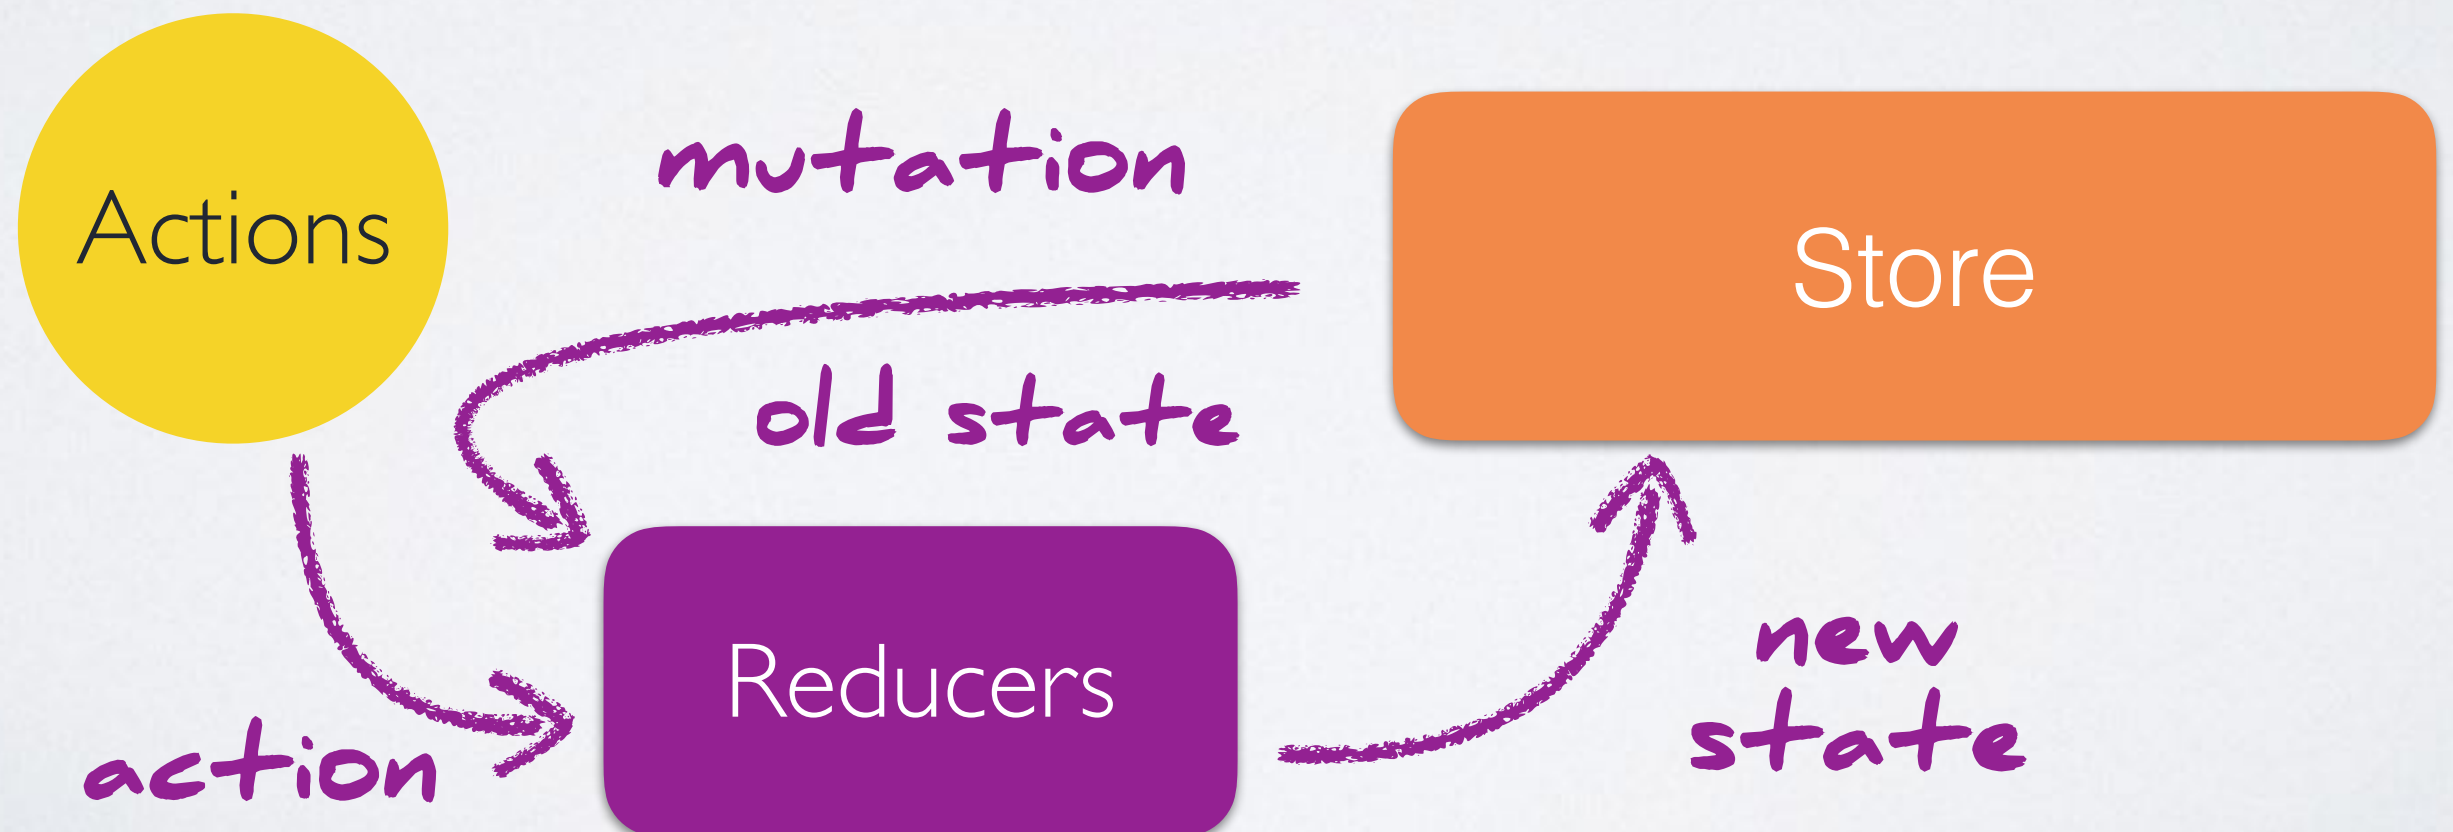 mutation
Actions
Store
old state
Reducers
new
state
action